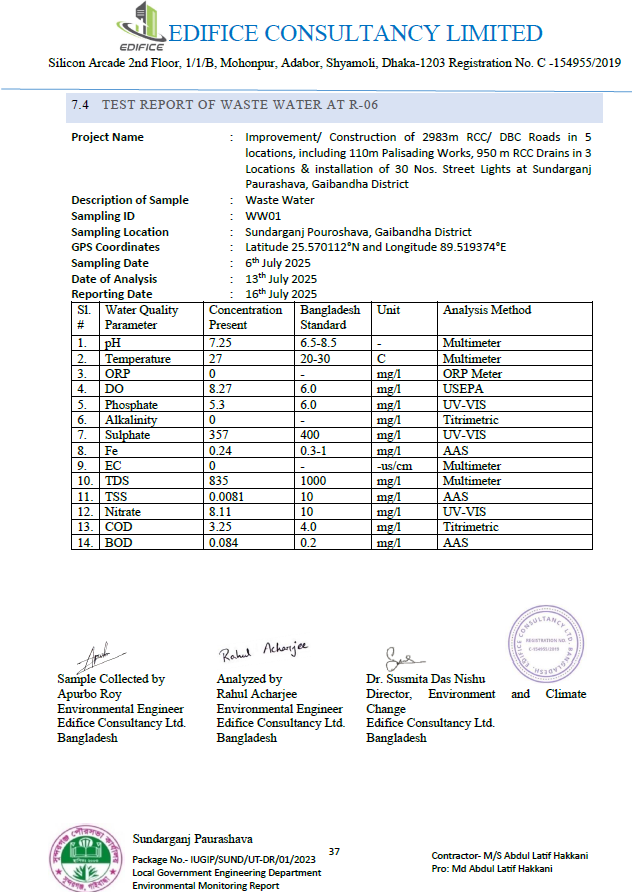 EDIFICE
EDIFICE CONSULTANCY LIMITED
Silicon Arcade 2nd Floor, 1/1/B, Mohonpur, Adabor, Shyamoli, Dhaka-1203 Registration No. C -154955/2019
7.4 TEST REPORT OF WASTE WATER AT R-06
Project Name : Improvement/ Construction of 2983m RCC/ DBC Roads in 5
locations, including 110m Palisading Works, 950 m RCC Drains in 3
Locations & installation of 30 Nos. Street Lights at Sundarganj
Paurashava, Gaibandha District
Description of Sample : Waste Water
Sampling ID : WW01
Sampling Location : Sundarganj Pouroshava, Gaibandha District
GPS Coordinates : Latitude 25.570112°N and Longitude 89.519374°E
Sampling Date : 6th July 2025
Date of Analysis : 13th July 2025
Reporting Date : 16th July 2025
Sl. # Water Quality Parameter Concentration Present Bangladesh Standard Unit Analysis Method
1. pH 7.25 6.5-8.5 - Multimeter
2. Temperature 27 20-30 C Multimeter
3. ORP 0 - mg/l ORP Meter
4. DO 8.27 6.0 mg/l USEPA
5. Phosphate 5.3 6.0 mg/l UV-VIS
6. Alkalinity 0 - mg/l Titrimetric
7. Sulphate 357 400 mg/l UV-VIS
8. Fe 0.24 0.3-1 mg/l AAS
9. EC 0 - -us/cm Multimeter
10. TDS 835 1000 mg/l Multimeter
11. TSS 0.0081 10 mg/l AAS
12. Nitrate 8.11 10 mg/l UV-VIS
13. COD 3.25 4.0 mg/l Titrimetric
14. BOD 0.084 0.2 mg/l AAS
Apurbo
Rahul Acharjee
EDIFICE CONSULTANCY LTD. BANGLADESH.
REGISTRATION NO.
C-154955/2019
Sample Collected by
Apurbo Roy
Environmental Engineer
Edifice Consultancy Ltd.
Bangladesh
Analyzed by
Rahul Acharjee
Environmental Engineer
Edifice Consultancy Ltd.
Bangladesh
Dr. Susmita Das Nishu
Director, Environment and Climate
Change
Edifice Consultancy Ltd.
Bangladesh
Sundarganj Paurashava
Package No.- IUGIP/SUND/UT-DR/01/2023
Local Government Engineering Department
Environmental Monitoring Report
37
Contractor- M/S Abdul Latif Hakkani
Pro: Md Abdul Latif Hakkani